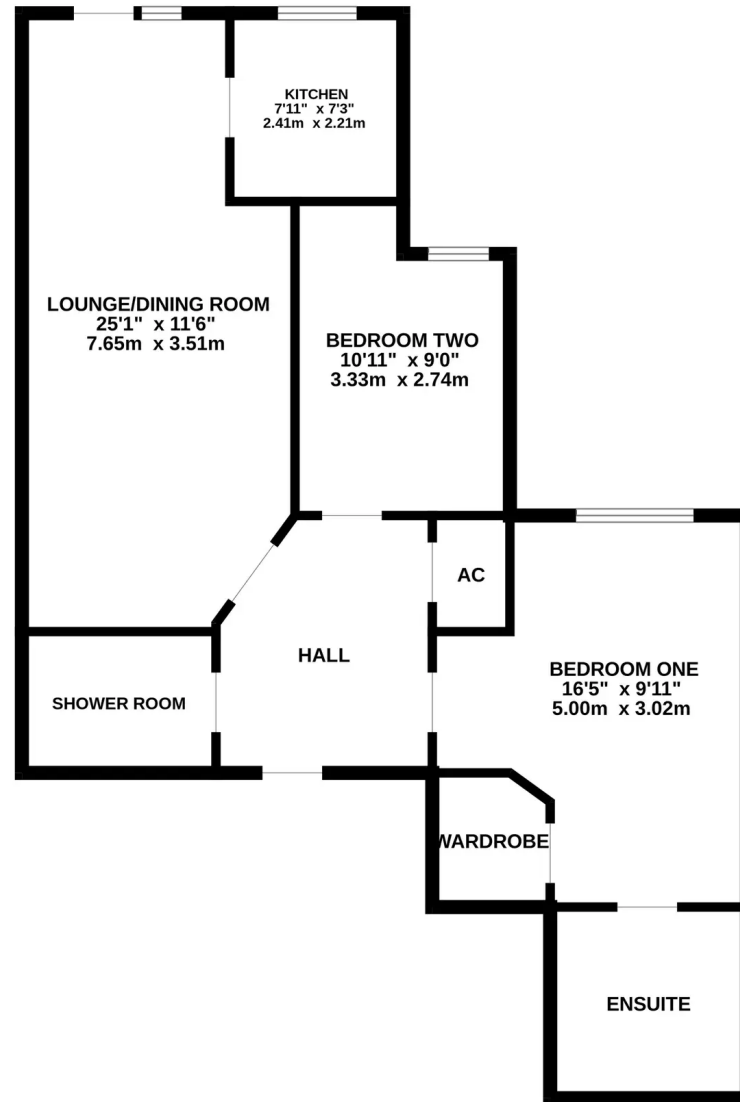 KITCHEN
7'11" x 7'3"
2.41m x 2.21m
LOUNGE/DINING ROOM
25'1" x 11'6"
7.65m x 3.51m
BEDROOM TWO
10'11" x 9'0"
3.33m x 2.74m
AC
HALL
BEDROOM ONE
16'5" x 9'11"
5.00m x 3.02m
SHOWER ROOM
WARDROBE
ENSUITE